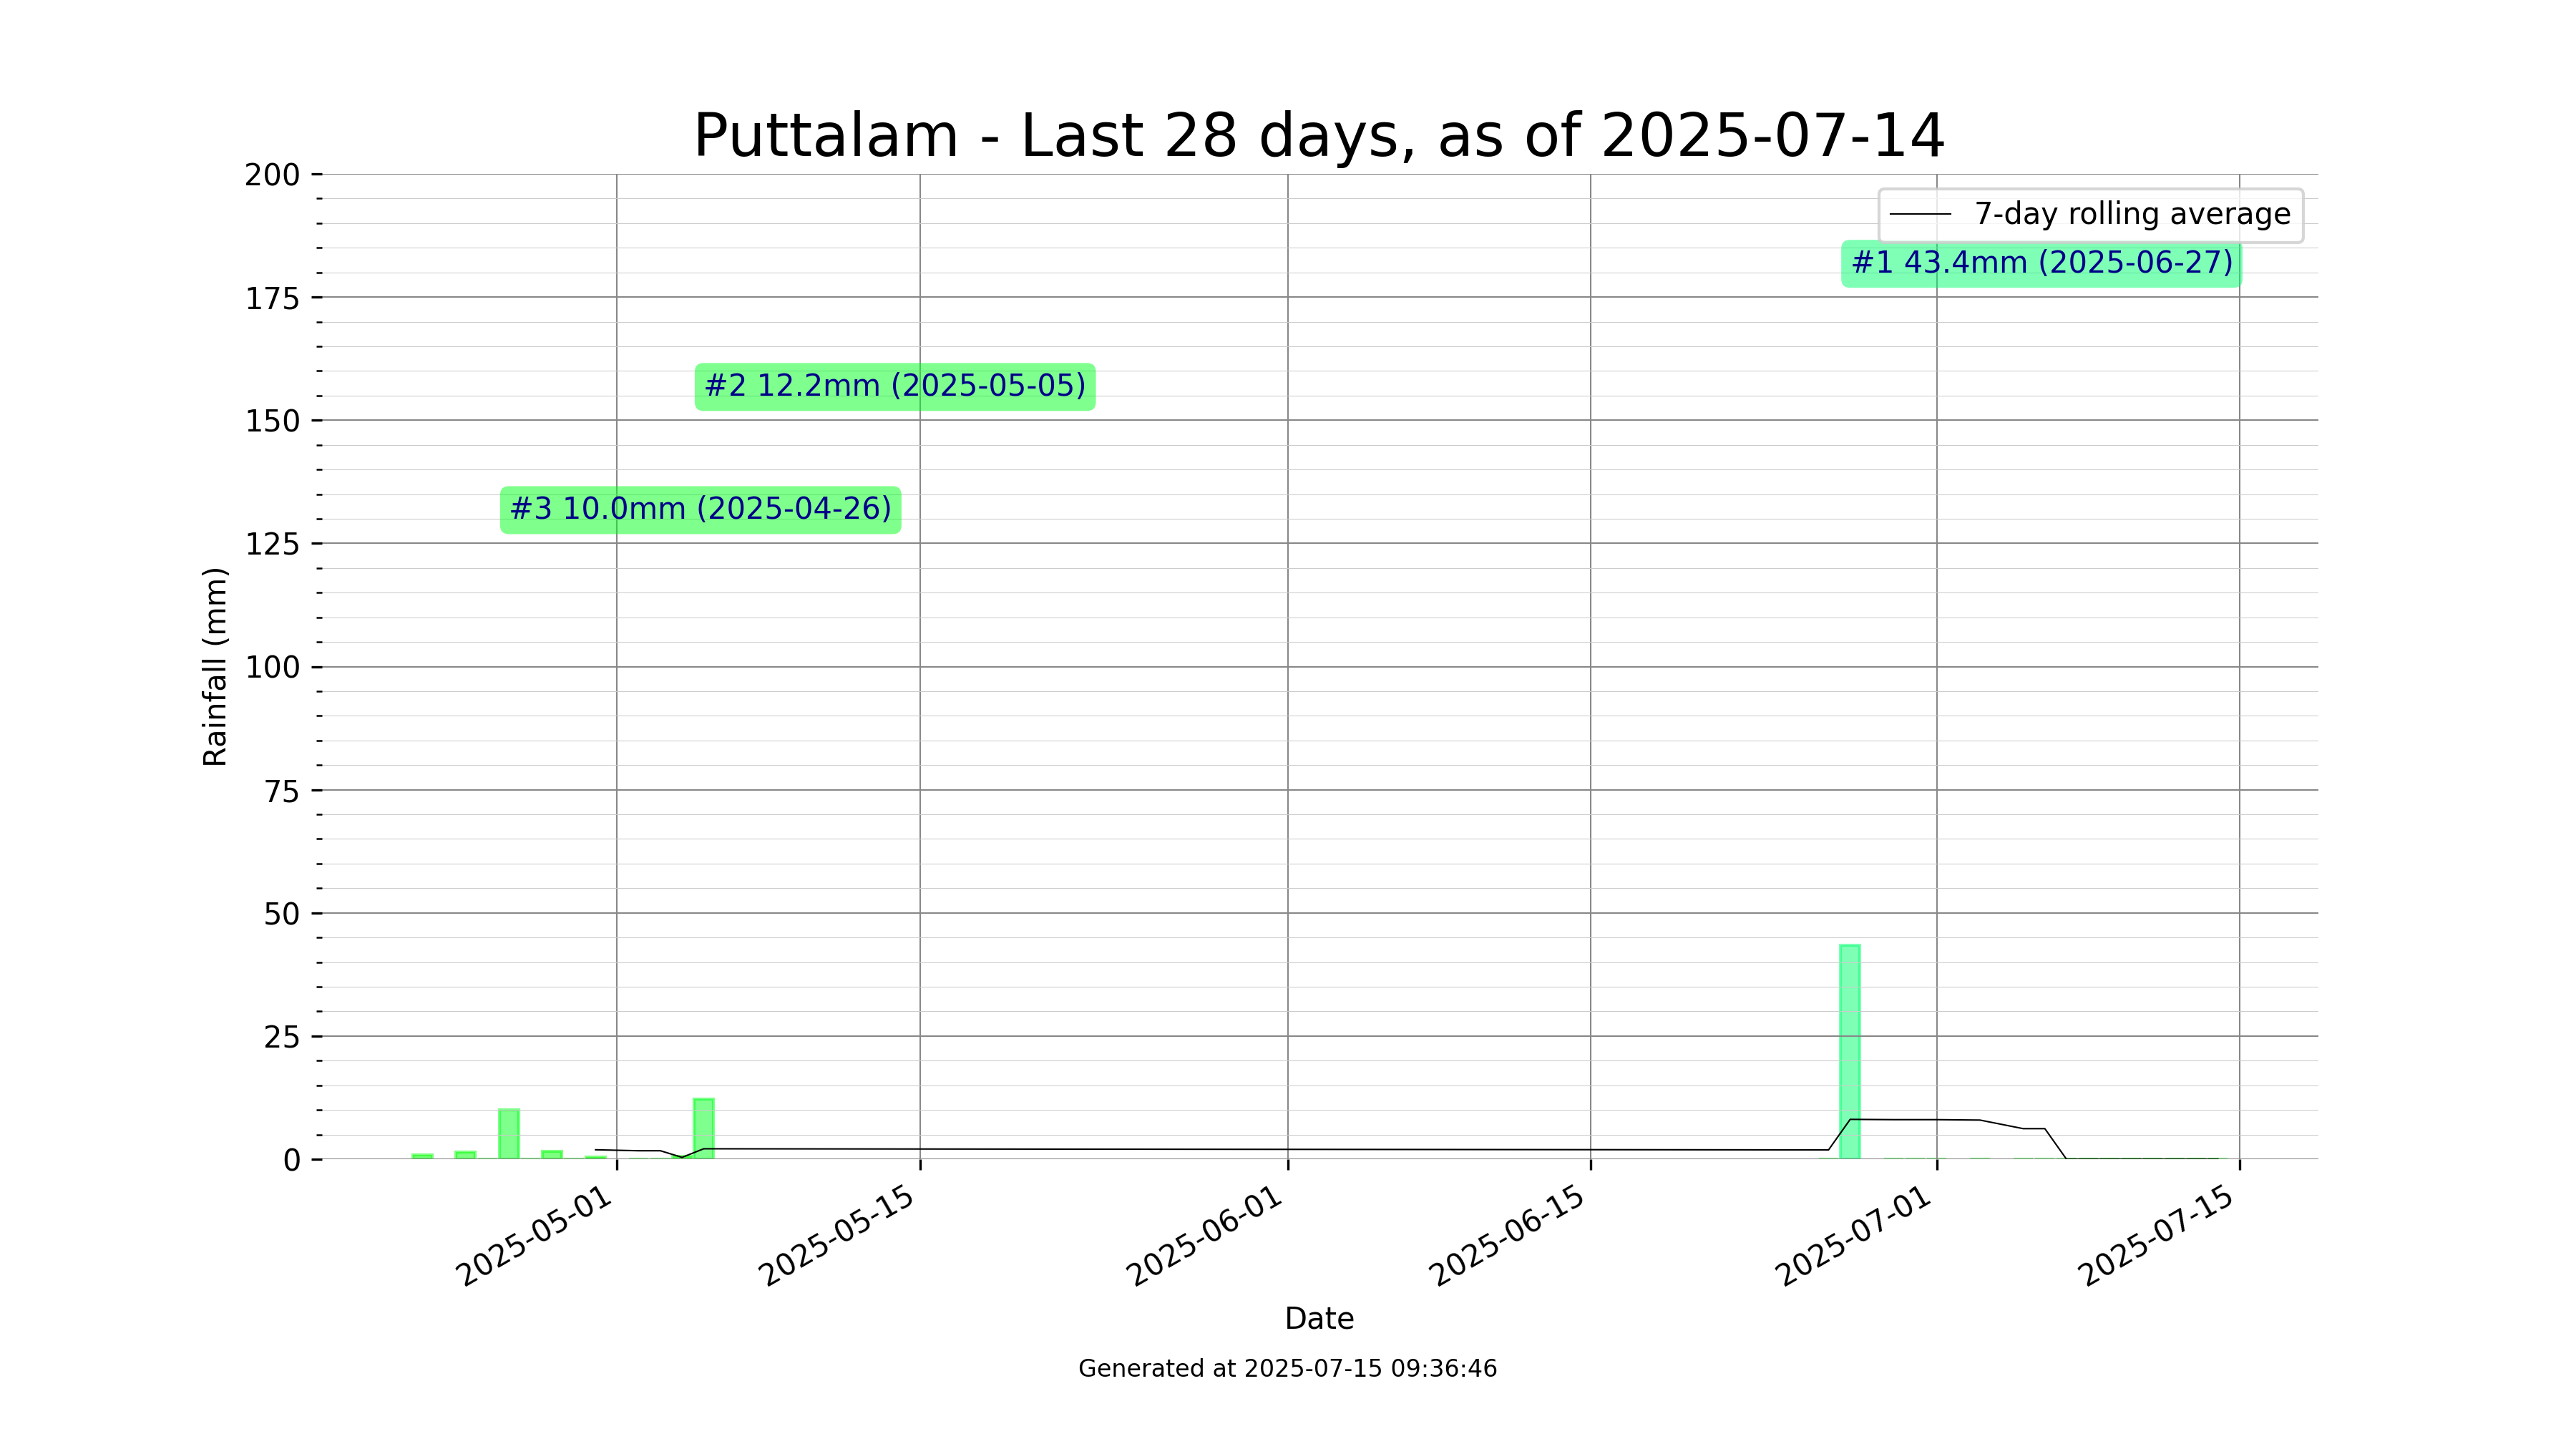 Puttalam - Last 28 days, as of 2025-07-14
7-day rolling average
#1 43.4mm (2025-06-27)
#2 12.2mm (2025-05-05)
#3 10.0mm (2025-04-26)
Rainfall (mm)
200
175
150
125
100
75
50
25
0
2025-05-01
2025-05-15
2025-06-01
2025-06-15
2025-07-01
2025-07-15
Date
Generated at 2025-07-15 09:36:46